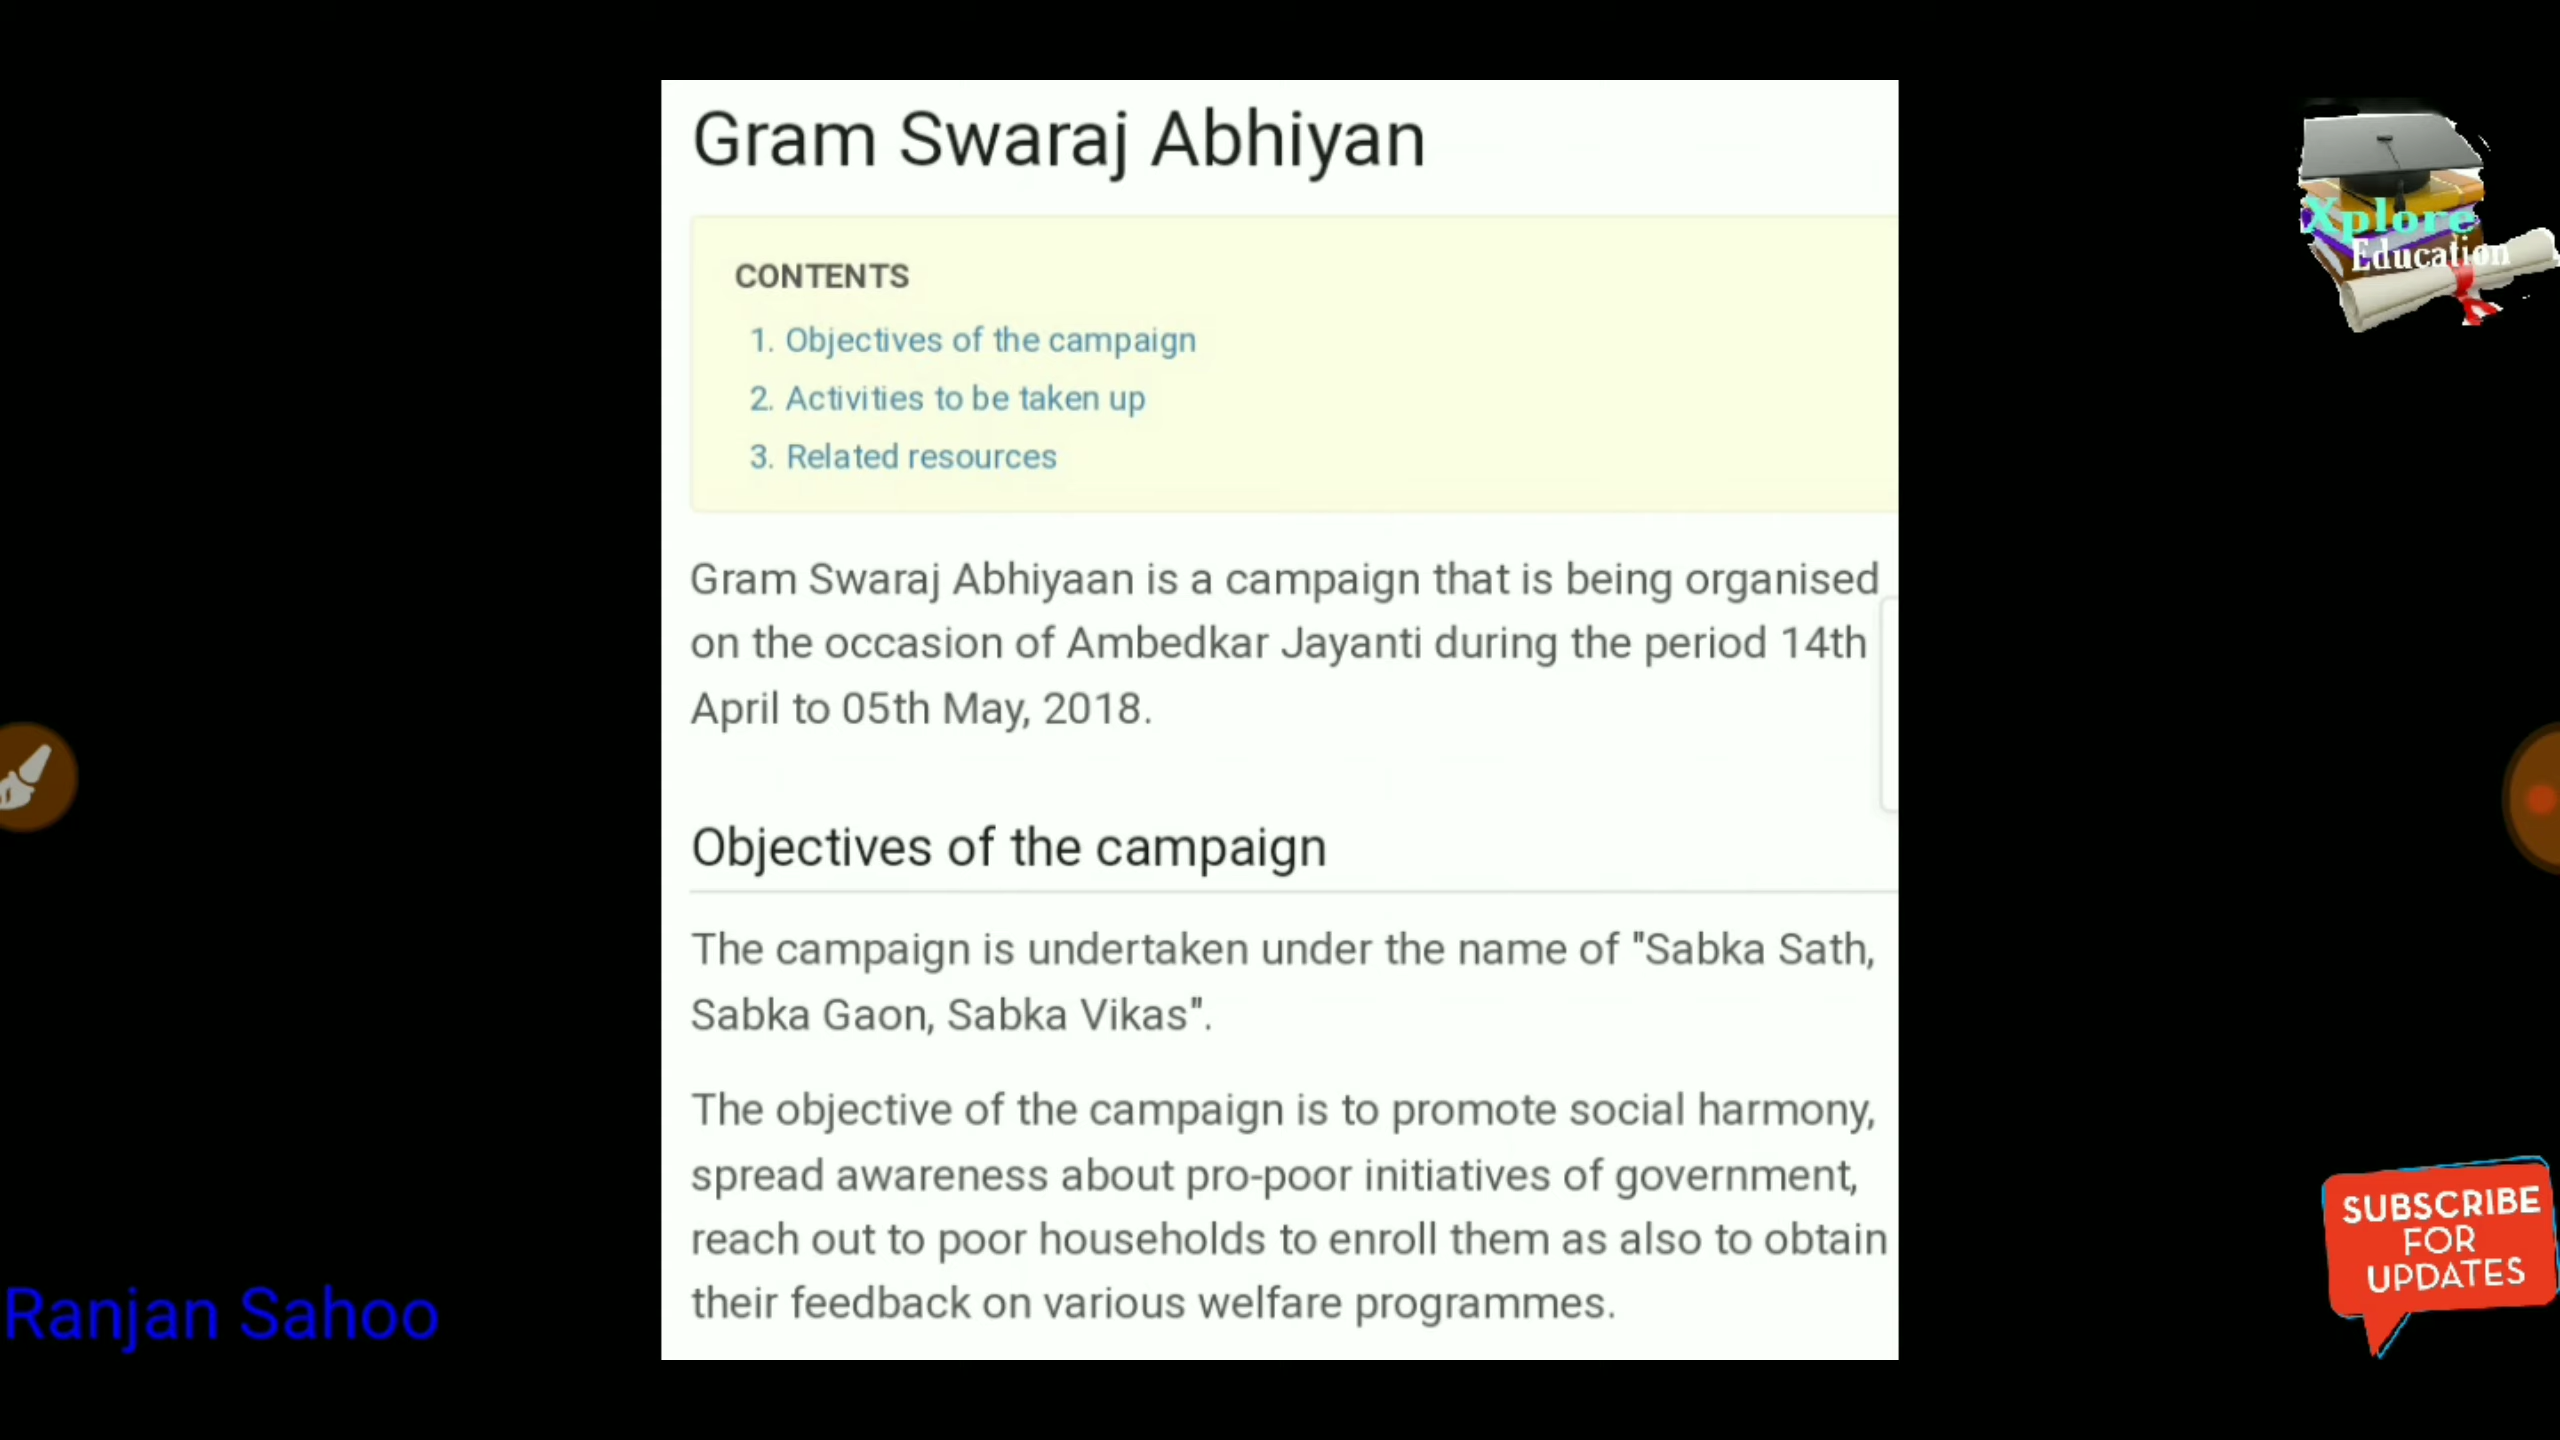 Gram Swaraj Abhiyan
CONTENTS
1. Objectives of the campaign
2. Activities to be taken up
3. Related resources
Gram Swaraj Abhiyaan is a campaign that is being organised
on the occasion of Ambedkar Jayanti during the period 14th
April to 05th May, 2018.
Objectives of the campaign
The campaign is undertaken under the name of "Sabka Sath,
Sabka Gaon, Sabka Vikas".
The objective of the campaign is to promote social harmony,
spread awareness about pro-poor initiatives of government,
reach out to poor households to enroll them as also to obtain
their feedback on various welfare programmes.
Xplore
Education
Ranjan Sahoo
SUBSCRIBE
FOR
UPDATES